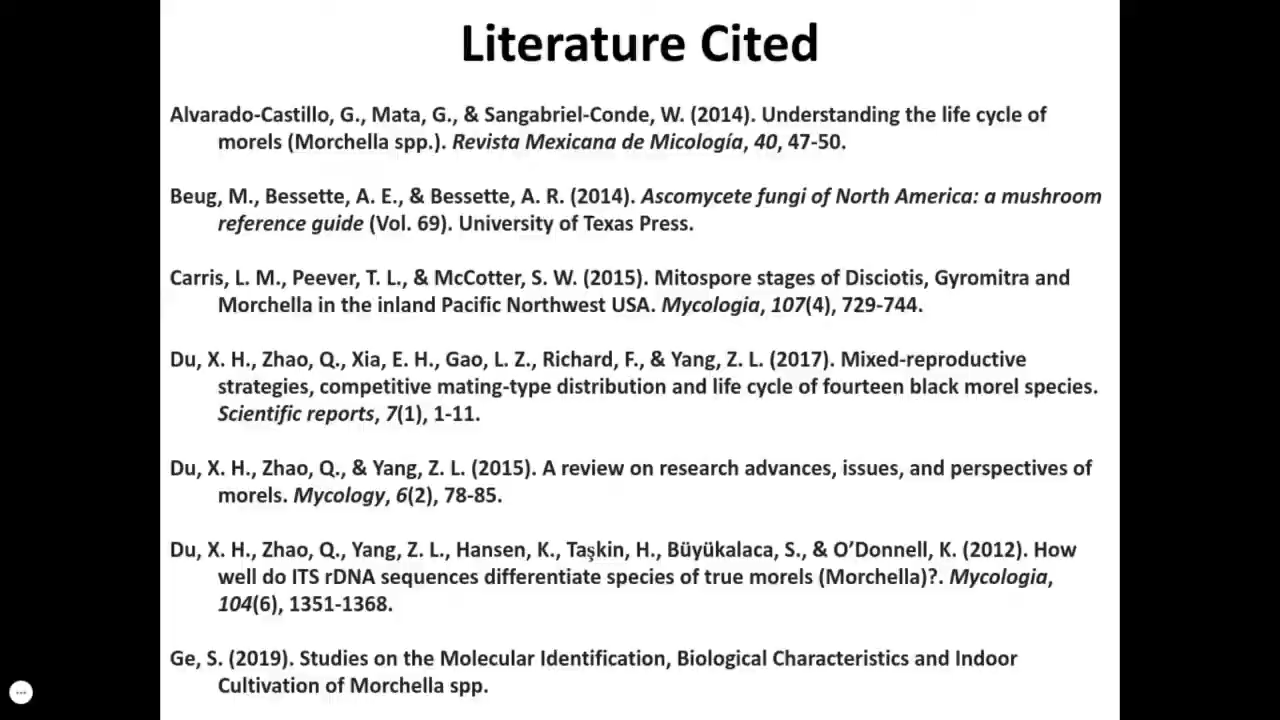 Literature Cited
Alvarado-Castillo, G., Mata, G., & Sangabriel-Conde, W. (2014). Understanding the life cycle of
morels (Morchella spp.). Revista Mexicana de Micología, 40, 47-50.
Beug, M., Bessette, A. E., & Bessette, A. R. (2014). Ascomycete fungi of North America: a mushroom
reference guide (Vol. 69). University of Texas Press.
Carris, L. M., Peever, T. L., & McCotter, S. W. (2015). Mitospore stages of Disciotis, Gyromitra and
Morchella in the inland Pacific Northwest USA. Mycologia, 107(4), 729-744.
Du, X. H., Zhao, Q., Xia, E. H., Gao, L. Z., Richard, F., & Yang, Z. L. (2017). Mixed-reproductive
strategies, competitive mating-type distribution and life cycle of fourteen black morel species.
Scientific reports, 7(1), 1-11.
Du, X. H., Zhao, Q., & Yang, Z. L. (2015). A review on research advances, issues, and perspectives of
morels. Mycology, 6(2), 78-85.
Du, X. H., Zhao, Q., Yang, Z. L., Hansen, K., Taşkin, H., Büyükalaca, S., & O’Donnell, K. (2012). How
well do ITS rDNA sequences differentiate species of true morels (Morchella)?. Mycologia,
104(6), 1351-1368.
Ge, S. (2019). Studies on the Molecular Identification, Biological Characteristics and Indoor
Cultivation of Morchella spp.